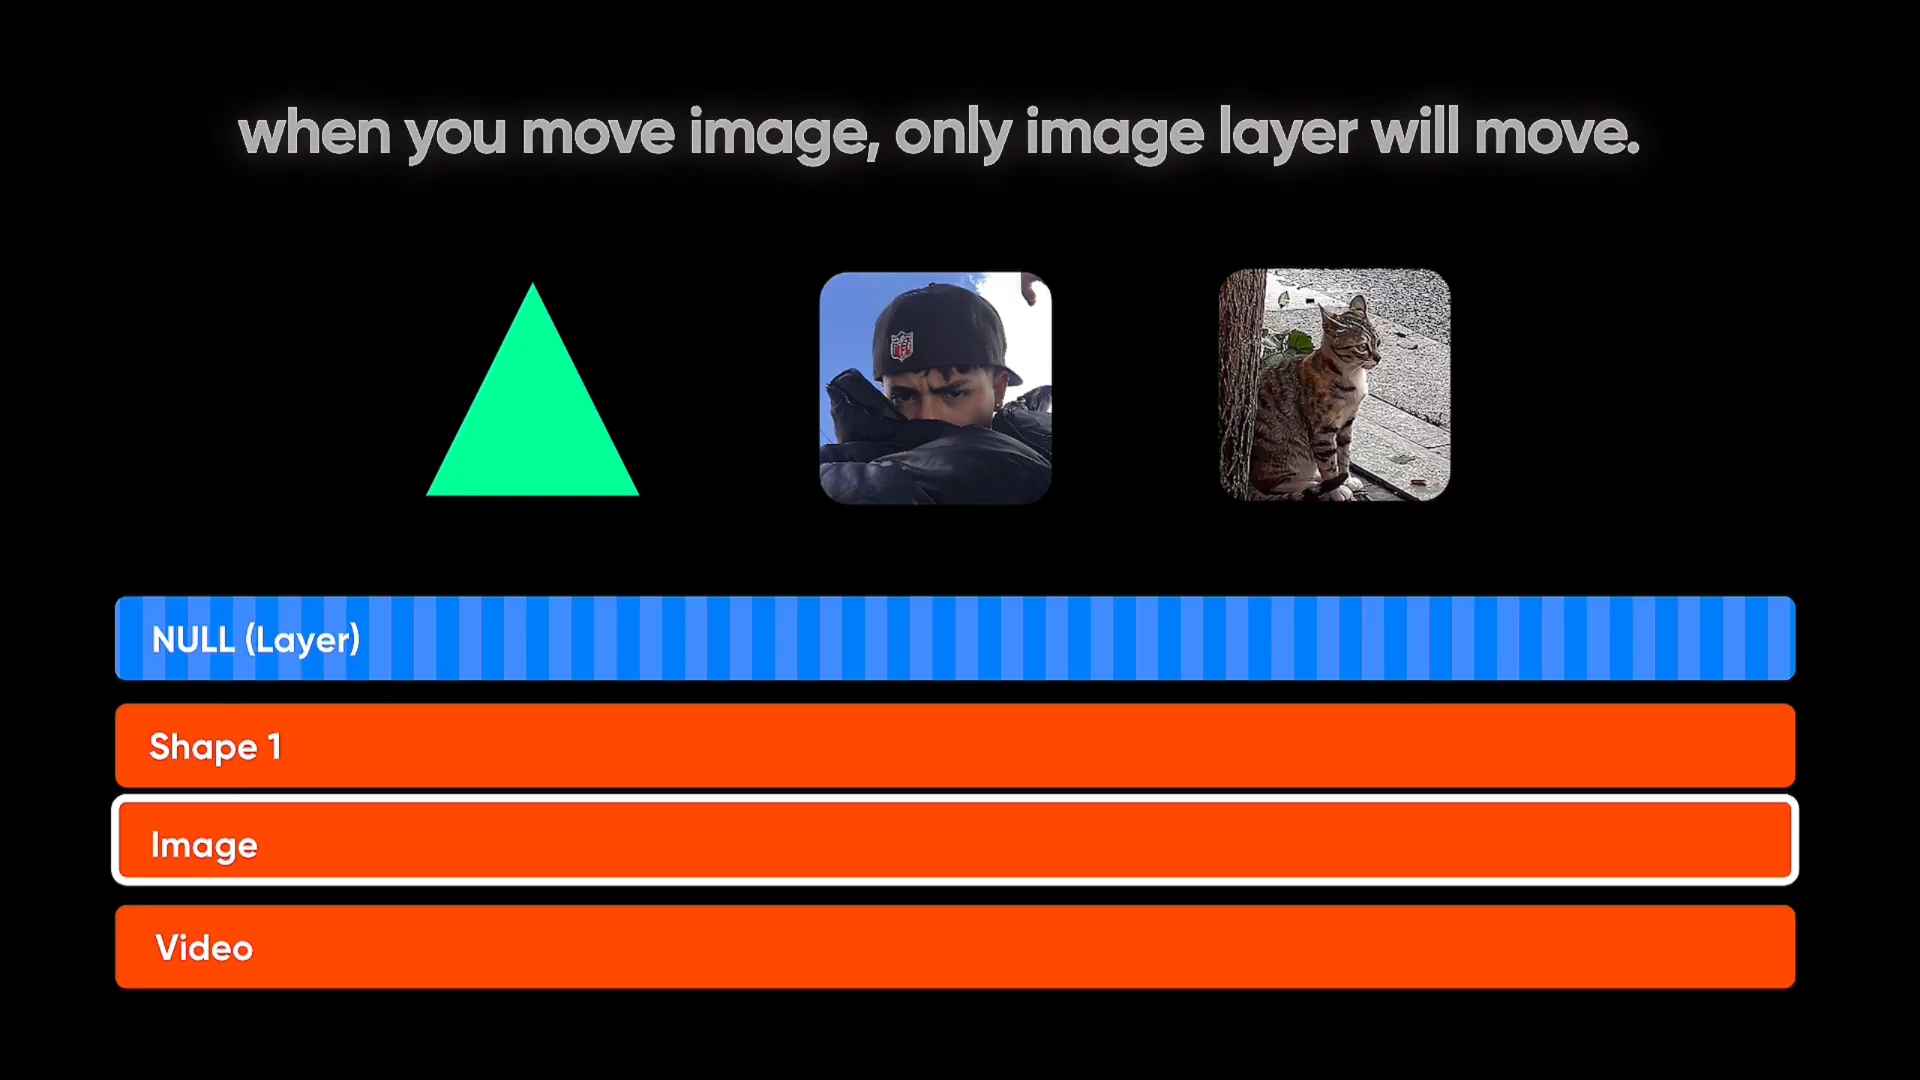 when you move image, only image layer will move.
NULL (Layer)
Shape 1
Image
Video